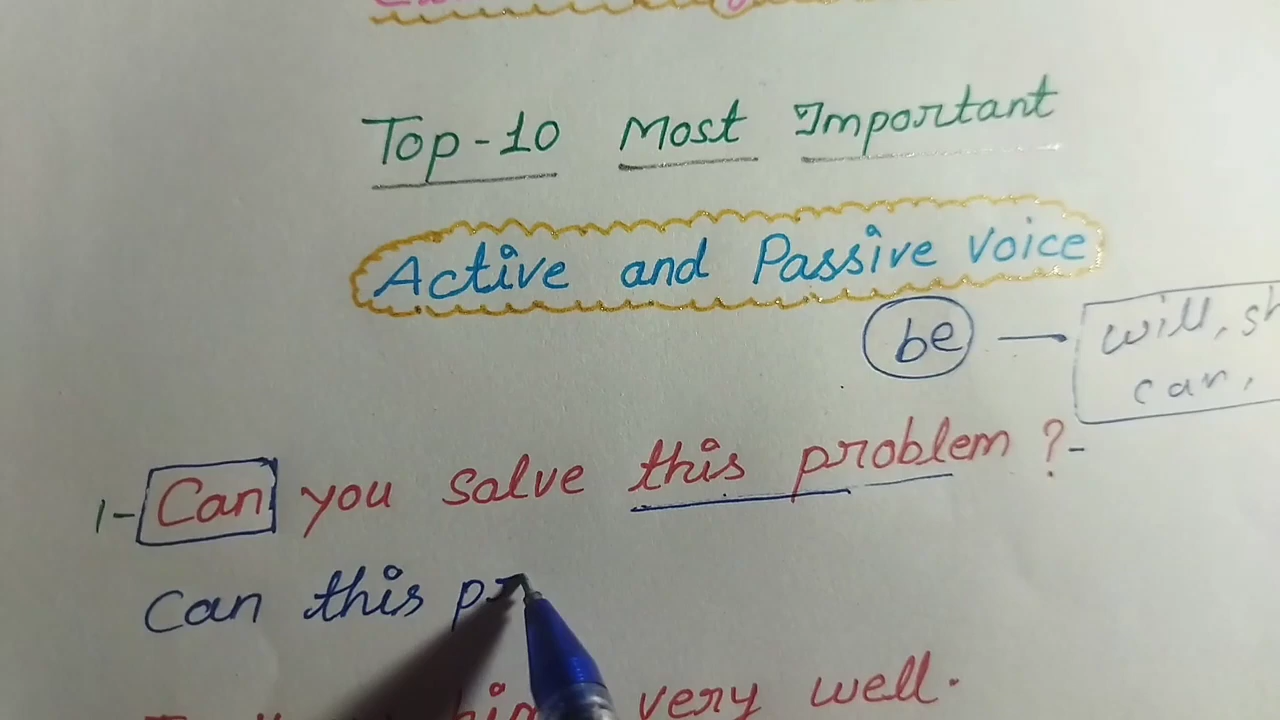 Top-10 Most Important
Active and Passive Voice
be — will,
can,
1- Can you solve this problem ?-
Can this pr
very well.